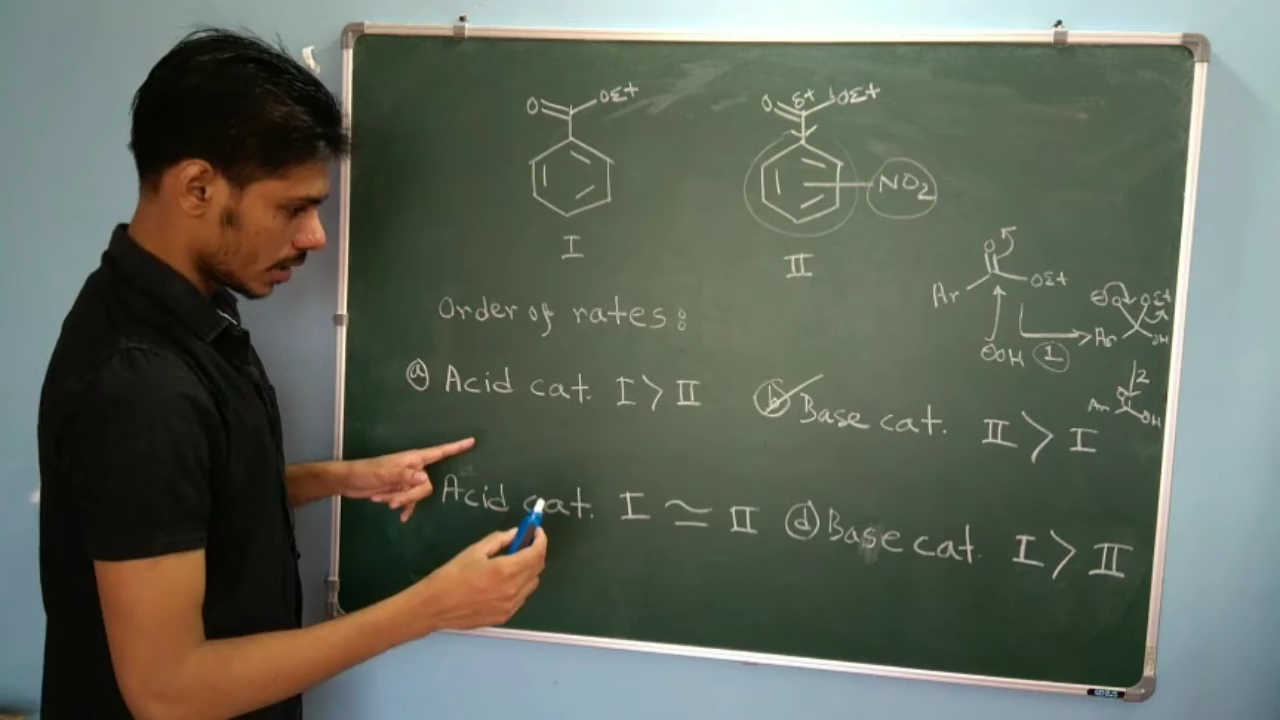 O OEt
O δ+ OEt
NO2
I
II
O
Ar OEt
Order of rates:
⊖O OEt
Ar OH
⊖OH 1
2
O
Ar OH
(a) Acid cat. I > II
(b) Base cat. II > I
Acid cat. I ≃ II
(d) Base cat. I > II